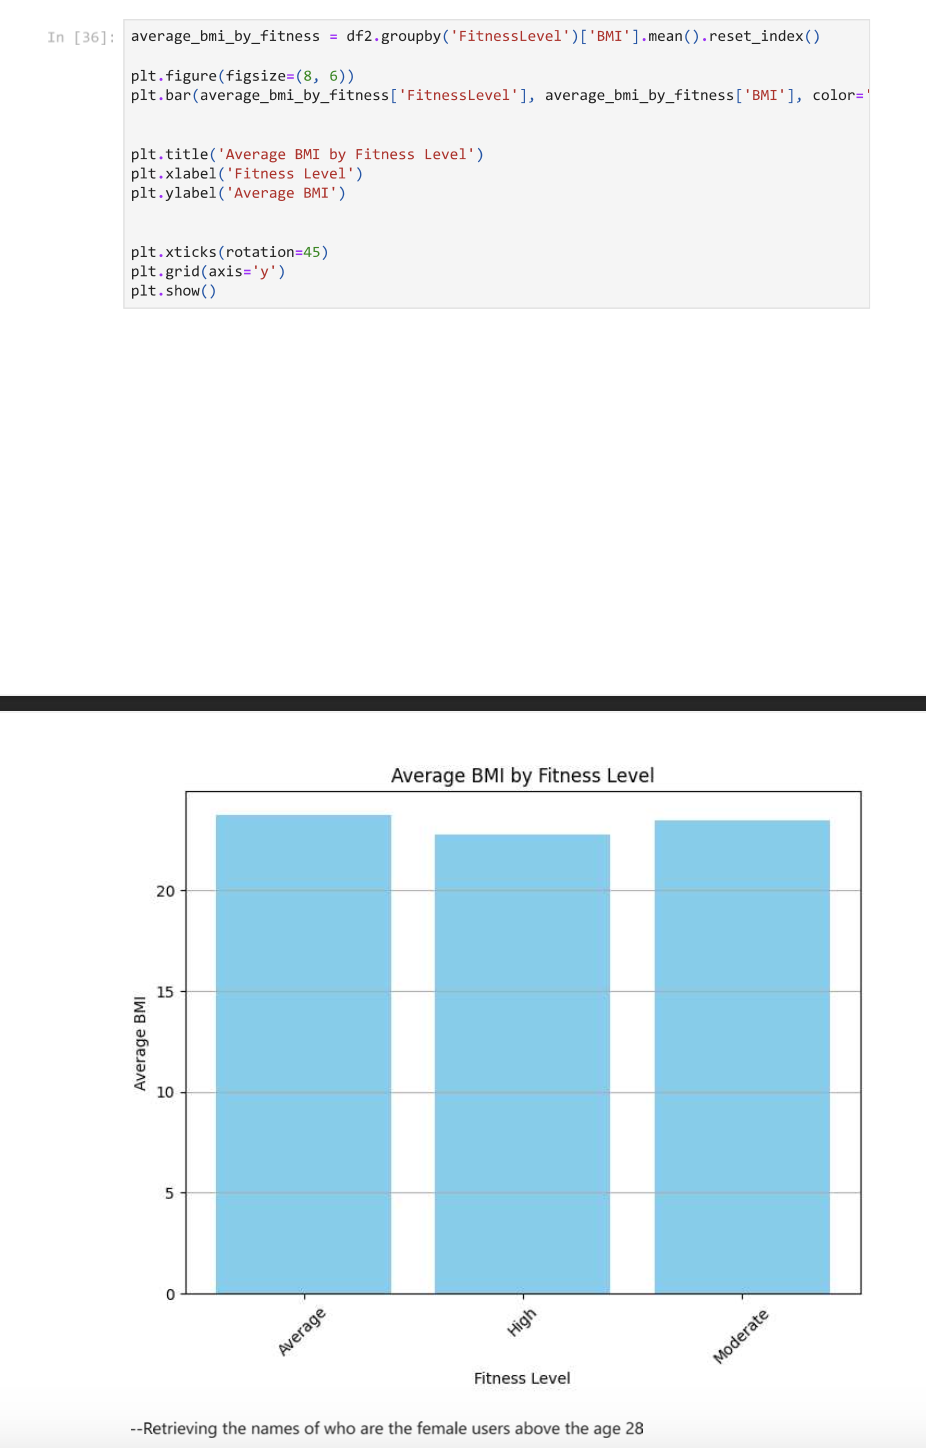 In [36]:
average_bmi_by_fitness = df2.groupby('FitnessLevel')['BMI'].mean().reset_index()
plt.figure(figsize=(8, 6))
plt.bar(average_bmi_by_fitness['FitnessLevel'], average_bmi_by_fitness['BMI'], color='
plt.title('Average BMI by Fitness Level')
plt.xlabel('Fitness Level')
plt.ylabel('Average BMI')
plt.xticks(rotation=45)
plt.grid(axis='y')
plt.show()
Average BMI by Fitness Level
20
15
10
5
0
Average BMI
Average
High
Moderate
Fitness Level
--Retrieving the names of who are the female users above the age 28